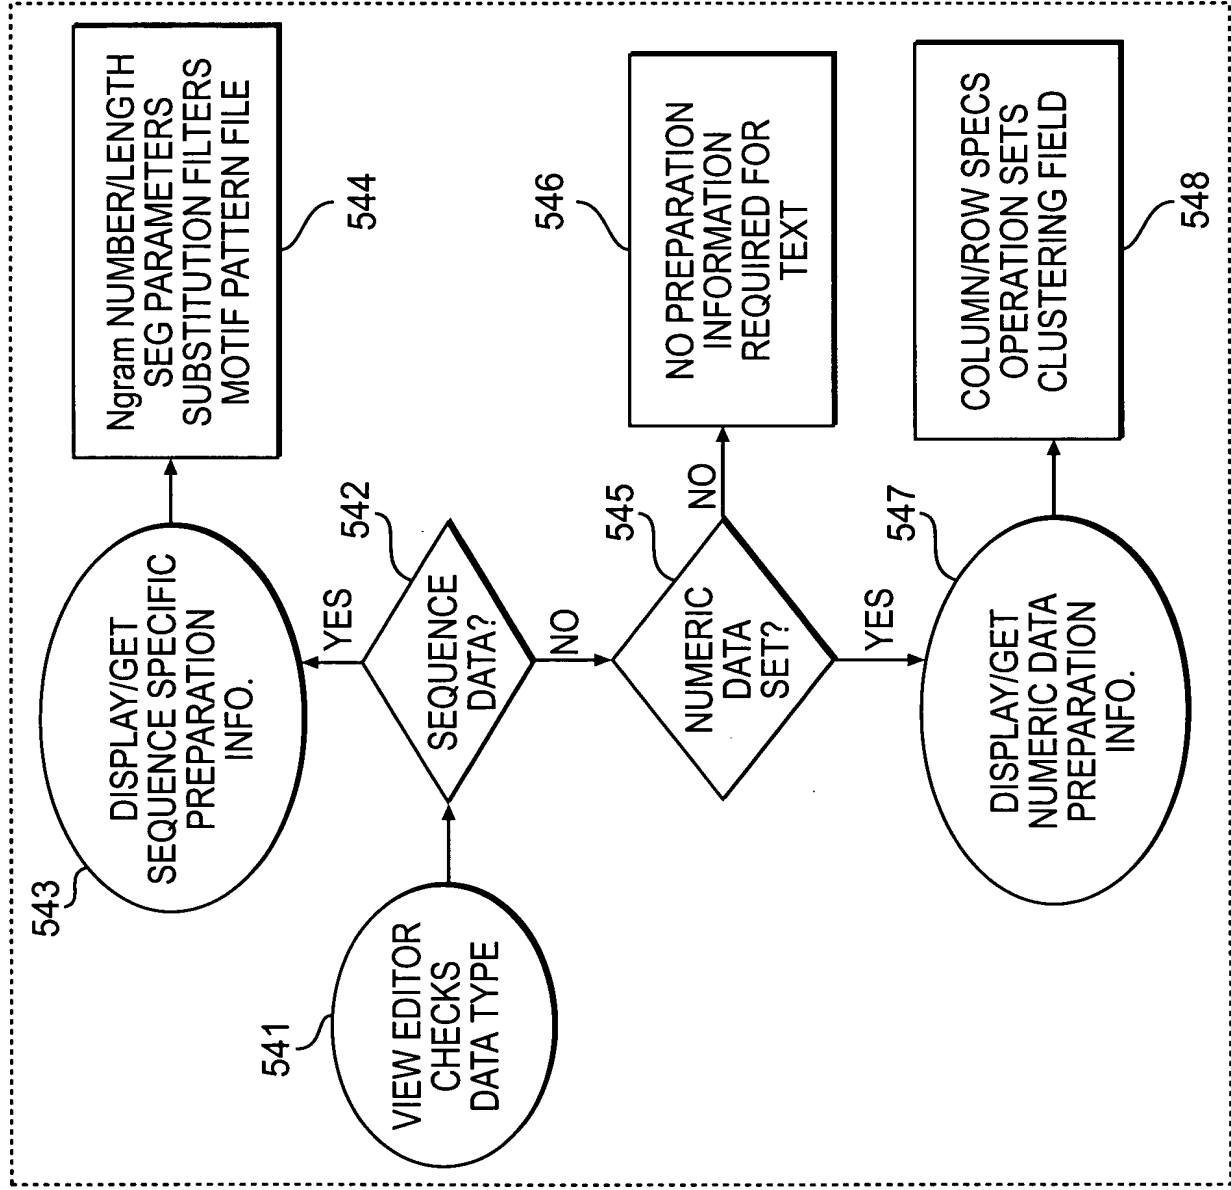 541
VIEW EDITOR
CHECKS
DATA TYPE
542
SEQUENCE
DATA?
YES
NO
543
DISPLAY/GET
SEQUENCE SPECIFIC
PREPARATION
INFO.
544
Ngram NUMBER/LENGTH
SEG PARAMETERS
SUBSTITUTION FILTERS
MOTIF PATTERN FILE
545
NUMERIC
DATA
SET?
NO
YES
546
NO PREPARATION
INFORMATION
REQUIRED FOR
TEXT
547
DISPLAY/GET
NUMERIC DATA
PREPARATION
INFO.
548
COLUMN/ROW SPECS
OPERATION SETS
CLUSTERING FIELD